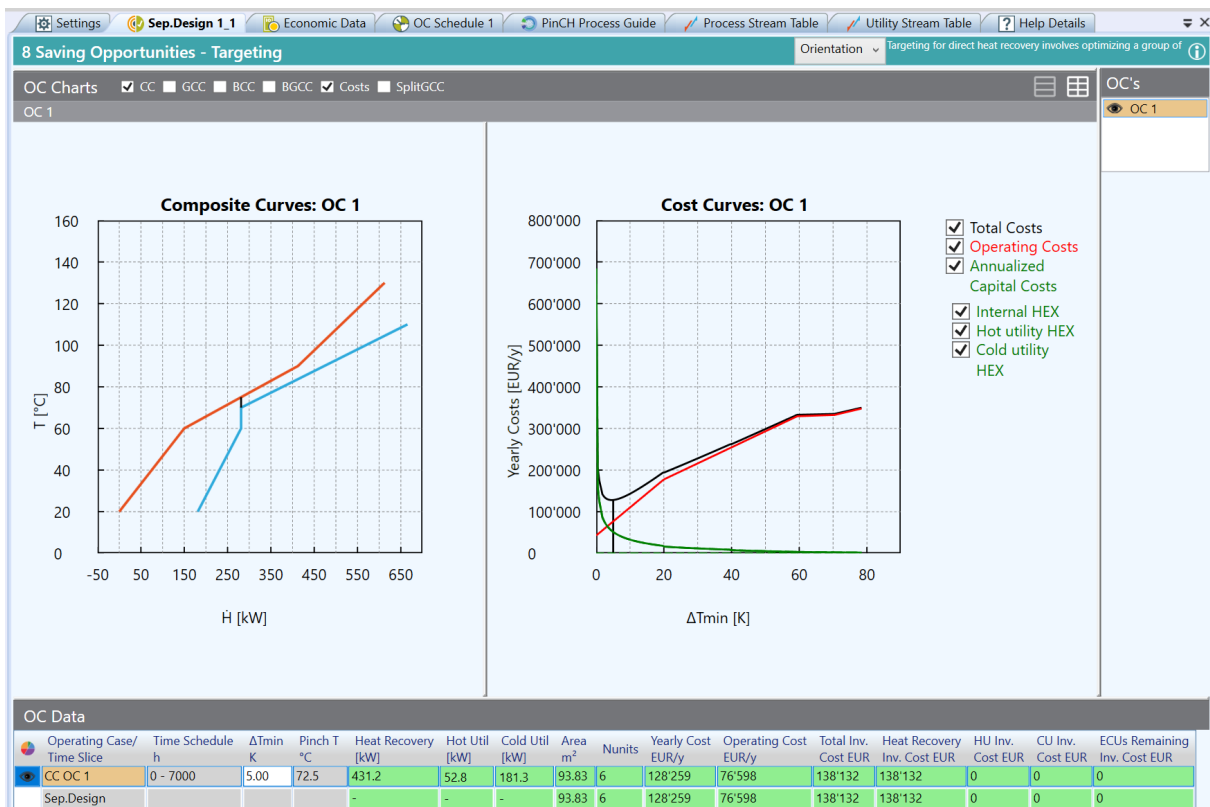 Settings Sep.Design 1_1 Economic Data OC Schedule 1 PinCH Process Guide Process Stream Table Utility Stream Table ? Help Details
8 Saving Opportunities - Targeting Orientation Targeting for direct heat recovery involves optimizing a group of
OC Charts CC GCC BCC BGCC Costs SplitGCC OC's
OC 1 OC 1
Composite Curves: OC 1
160
140
120
100
80
60
40
20
0
T [°C]
-50 50 150 250 350 450 550 650
Ḣ [kW]
Cost Curves: OC 1
800'000
700'000
600'000
500'000
400'000
300'000
200'000
100'000
0
Yearly Costs [EUR/y]
0 20 40 60 80
ΔTmin [K]
Total Costs
Operating Costs
Annualized
Capital Costs
Internal HEX
Hot utility HEX
Cold utility
HEX
OC Data
Operating Case/ Time Schedule ΔTmin Pinch T Heat Recovery Hot Util Cold Util Area Nunits Yearly Cost Operating Cost Total Inv. Heat Recovery HU Inv. CU Inv. ECUs Remaining
Time Slice h K °C [kW] [kW] [kW] m² EUR/y EUR/y Cost EUR Inv. Cost EUR Cost EUR Cost EUR Inv. Cost EUR
CC OC 1 0 - 7000 5.00 72.5 431.2 52.8 181.3 93.83 6 128'259 76'598 138'132 138'132 0 0 0
Sep.Design - - - 93.83 6 128'259 76'598 138'132 138'132 0 0 0